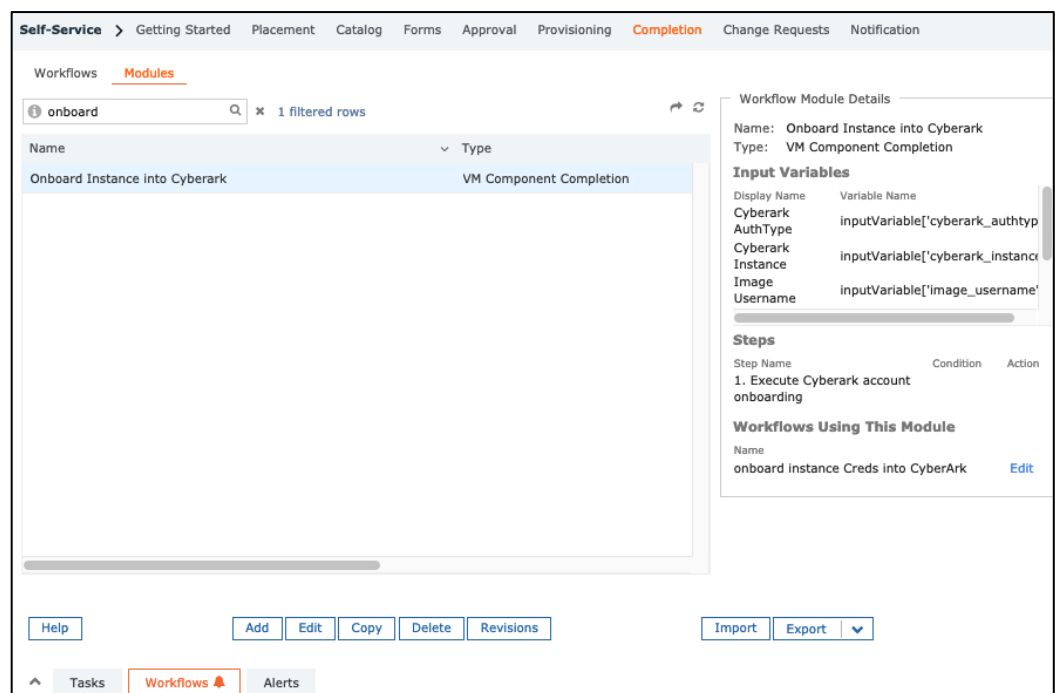 Self-Service > Getting Started Placement Catalog Forms Approval Provisioning Completion Change Requests Notification
Workflows Modules
onboard 1 filtered rows
Name Type
Onboard Instance into Cyberark VM Component Completion
Workflow Module Details
Name: Onboard Instance into Cyberark
Type: VM Component Completion
Input Variables
Display Name Variable Name
Cyberark
AuthType inputVariable['cyberark_authtyp
Cyberark
Instance inputVariable['cyberark_instance
Image
Username inputVariable['image_username'
Steps
Step Name Condition Action
1. Execute Cyberark account
onboarding
Workflows Using This Module
Name
onboard instance Creds into CyberArk Edit
Help Add Edit Copy Delete Revisions Import Export
Tasks Workflows Alerts